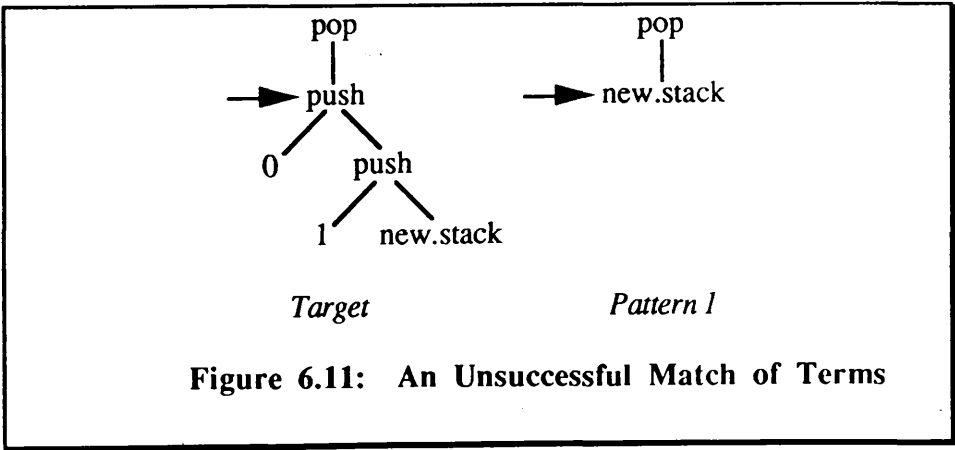 pop pop
push new.stack
0 push
1 new.stack
Target Pattern 1
Figure 6.11: An Unsuccessful Match of Terms